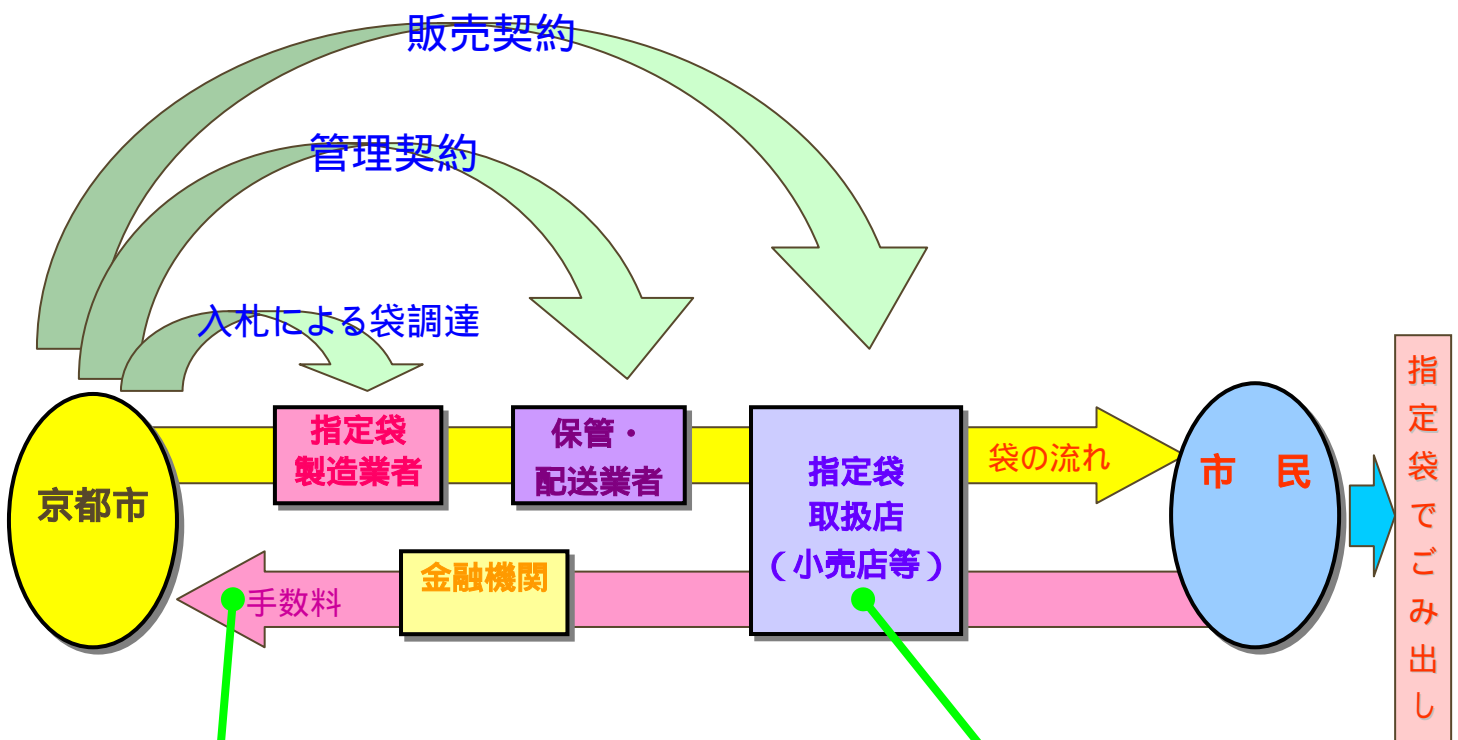 販売契約
管理契約
入札による袋調達
京都市
指定袋
製造業者
保管・
配送業者
指定袋
取扱店
（小売店等）
袋の流れ
市　民
金融機関
手数料
指定袋でごみ出し